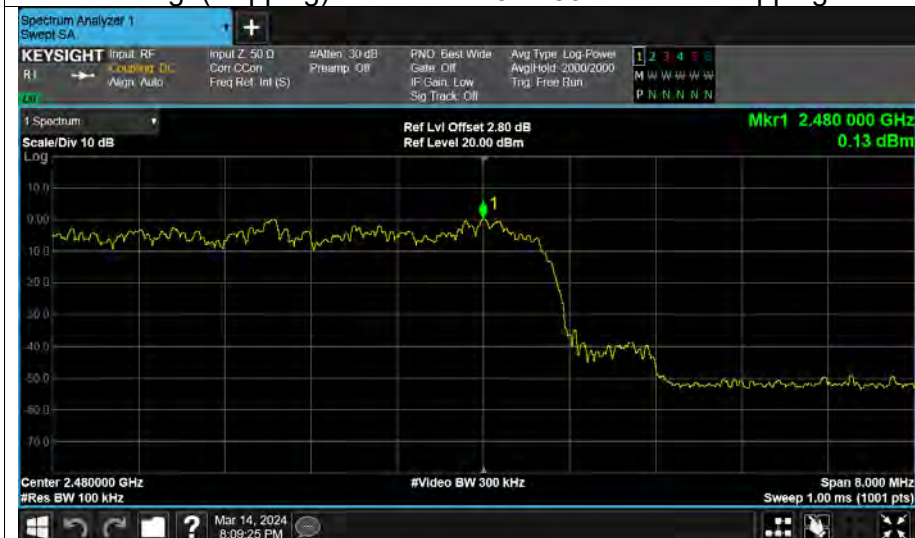 Spectrum Analyzer 1
Swept SA
+
KEYSIGHT Input: RF Input Z: 50 Ω #Atten: 30 dB PNO: Best Wide Avg Type: Log-Power 1 2 3 4 5 6
RL Coupling: DC Corr CCorr Preamp: Off Gate: Off Avg|Hold: 2000/2000 M W W W W W
Align: Auto Freq Ref: Int (S) IF Gain: Low Trig: Free Run
Sig Track: Off P N N N N N
1 Spectrum
Scale/Div 10 dB
Ref Lvl Offset 2.80 dB
Ref Level 20.00 dBm
Mkr1 2.480 000 GHz
0.13 dBm
Log
10.0
1
0.00
-10.0
-20.0
-30.0
-40.0
-50.0
-60.0
-70.0
Center 2.480000 GHz #Video BW 300 kHz Span 8.000 MHz
#Res BW 100 kHz Sweep 1.00 ms (1001 pts)
? Mar 14, 2024
8:09:25 PM